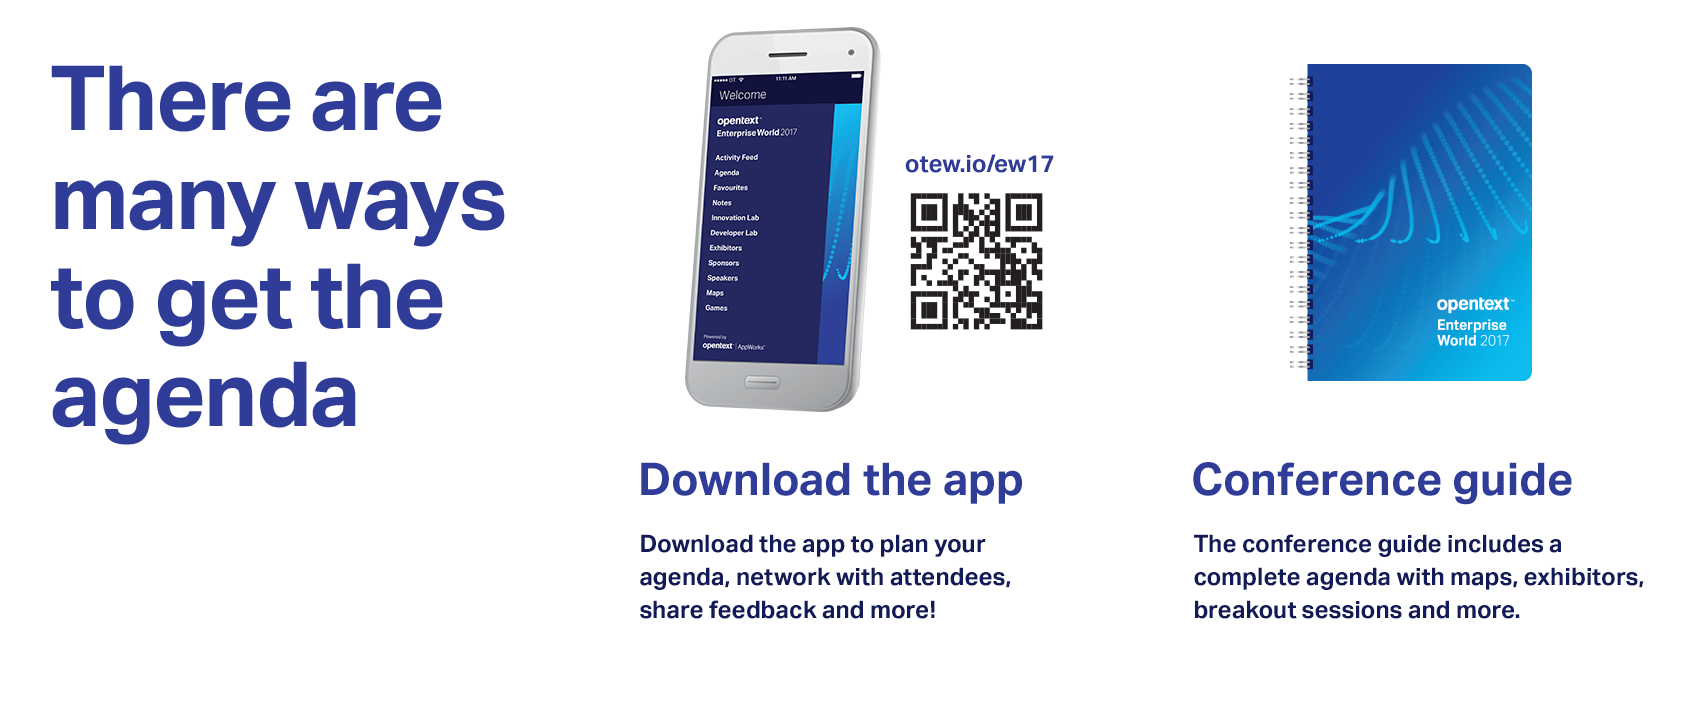 There are
many ways
to get the
agenda
OT 11:11 AM
Welcome
opentext™
Enterprise World 2017
Activity Feed
Agenda
Favourites
Notes
Innovation Lab
Developer Lab
Exhibitors
Sponsors
Speakers
Maps
Games
Powered by
opentext™ | AppWorks™
otew.io/ew17
Download the app
Download the app to plan your
agenda, network with attendees,
share feedback and more!
opentext™
Enterprise
World 2017
Conference guide
The conference guide includes a
complete agenda with maps, exhibitors,
breakout sessions and more.